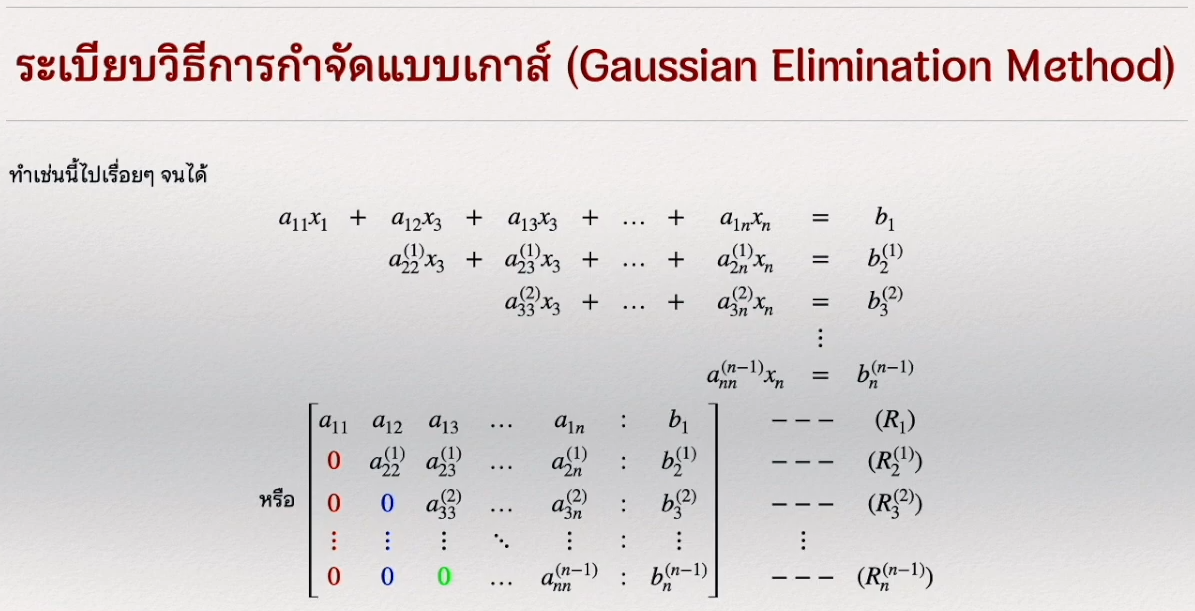 ระเบียบวิธีการกำจัดแบบเกาส์ (Gaussian Elimination Method)
ทำเช่นนี้ไปเรื่อยๆ จนได้
a₁₁x₁ + a₁₂x₃ + a₁₃x₃ + … + a₁ₙxₙ = b₁
a₂₂⁽¹⁾x₃ + a₂₃⁽¹⁾x₃ + … + a₂ₙ⁽¹⁾xₙ = b₂⁽¹⁾
a₃₃⁽²⁾x₃ + … + a₃ₙ⁽²⁾xₙ = b₃⁽²⁾
⋮
aₙₙ⁽ⁿ⁻¹⁾xₙ = bₙ⁽ⁿ⁻¹⁾
a₁₁ a₁₂ a₁₃ … a₁ₙ : b₁ − − − (R₁)
0 a₂₂⁽¹⁾ a₂₃⁽¹⁾ … a₂ₙ⁽¹⁾ : b₂⁽¹⁾ − − − (R₂⁽¹⁾)
หรือ 0 0 a₃₃⁽²⁾ … a₃ₙ⁽²⁾ : b₃⁽²⁾ − − − (R₃⁽²⁾)
⋮ ⋮ ⋮ ⋱ ⋮ : ⋮ ⋮
0 0 0 … aₙₙ⁽ⁿ⁻¹⁾ : bₙ⁽ⁿ⁻¹⁾ − − − (Rₙ⁽ⁿ⁻¹⁾)